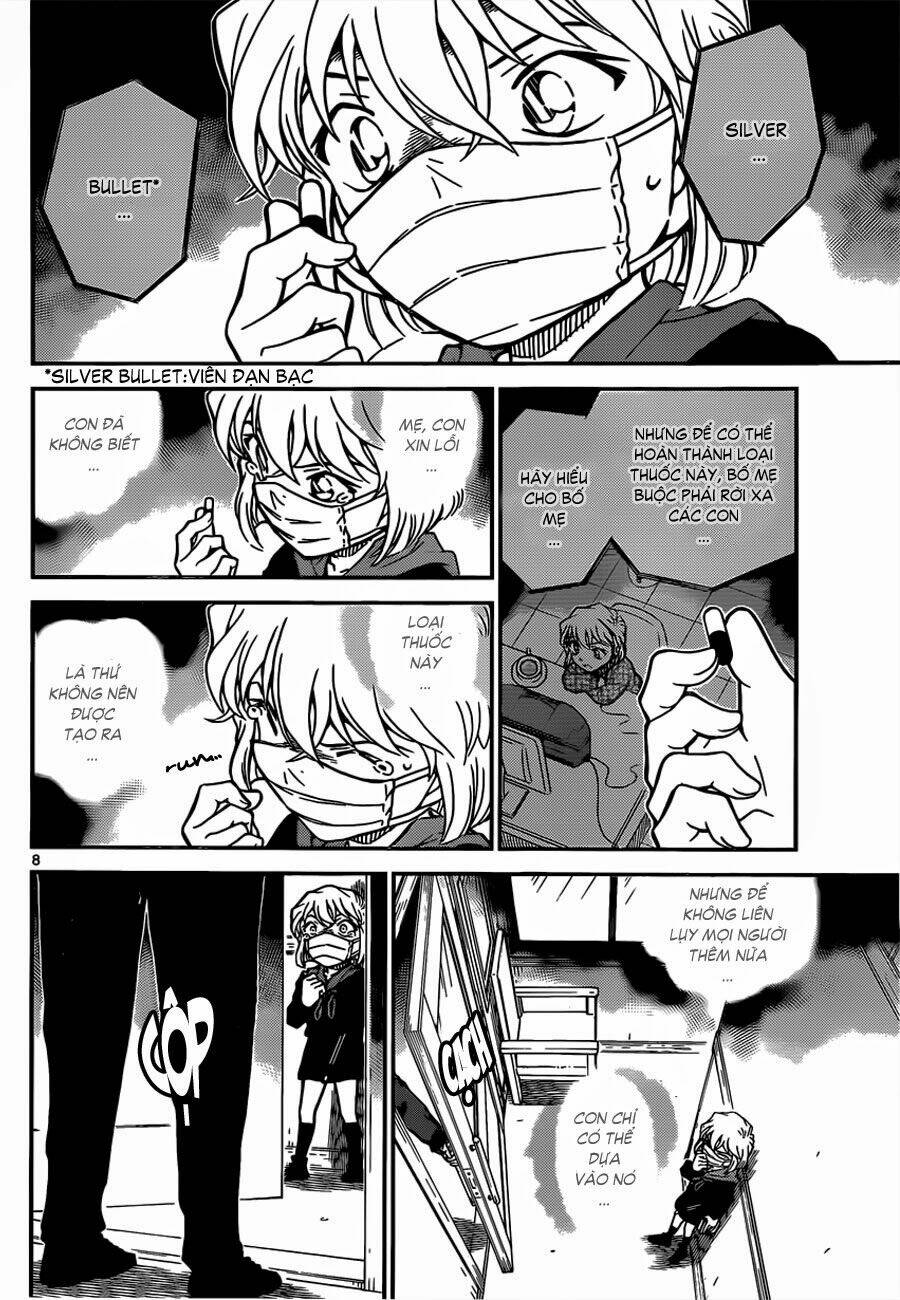 SILVER
...
BULLET*
...
*SILVER BULLET:VIÊN ĐẠN BẠC
NHƯNG ĐỂ CÓ THỂ
HOÀN THÀNH LOẠI
THUỐC NÀY, BỐ MẸ
BUỘC PHẢI RỜI XA
CÁC CON
...
HÃY HIỂU
CHO BỐ
MẸ
...
MẸ, CON
XIN LỖI
...
CON ĐÃ
KHÔNG BIẾT
...
LOẠI
THUỐC
NÀY
...
LÀ THỨ
KHÔNG NÊN
ĐƯỢC
TẠO RA
...
run...
8
NHƯNG ĐỂ
KHÔNG LIÊN
LỤY MỌI NGƯỜI
THÊM NỮA
...
CON CHỈ
CÓ THỂ
DỰA
VÀO NÓ
...
CẠCH
CỘP